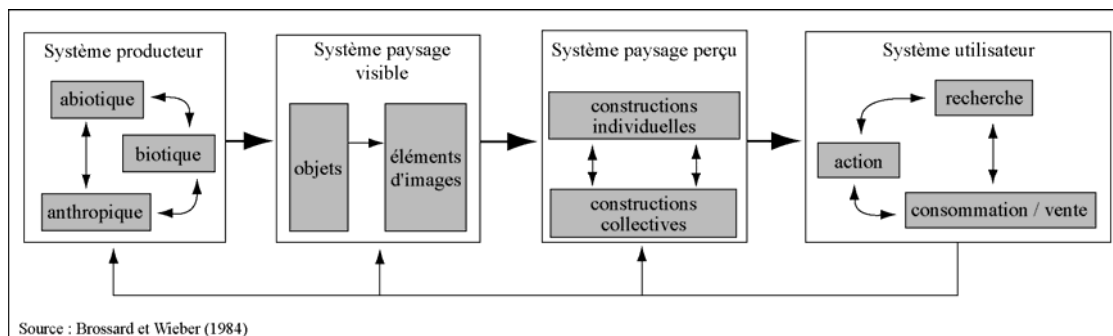 Système producteur
abiotique
biotique
anthropique
Système paysage
visible
objets
éléments
d'images
Système paysage perçu
constructions
individuelles
constructions
collectives
Système utilisateur
recherche
action
consommation / vente
Source : Brossard et Wieber (1984)